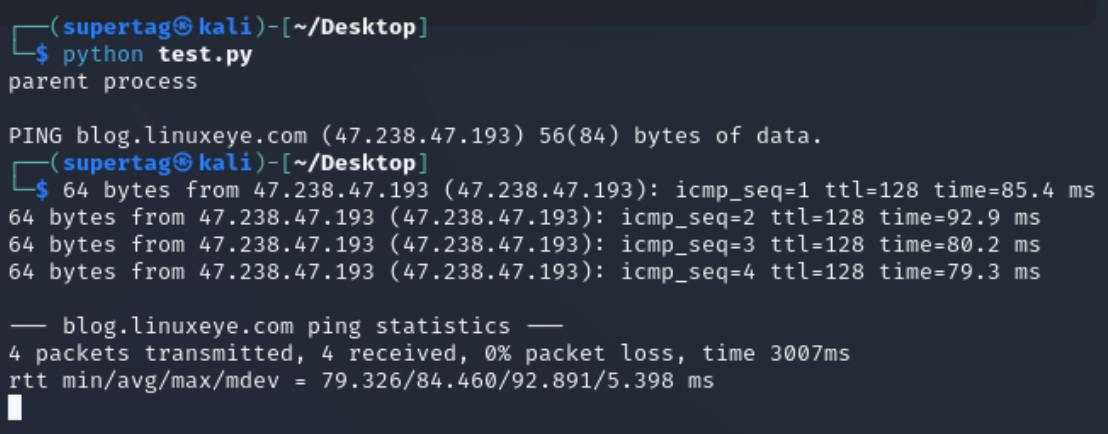 ┌──(supertag㉿kali)-[~/Desktop]
└─$ python test.py
parent process
PING blog.linuxeye.com (47.238.47.193) 56(84) bytes of data.
┌──(supertag㉿kali)-[~/Desktop]
└─$ 64 bytes from 47.238.47.193 (47.238.47.193): icmp_seq=1 ttl=128 time=85.4 ms
64 bytes from 47.238.47.193 (47.238.47.193): icmp_seq=2 ttl=128 time=92.9 ms
64 bytes from 47.238.47.193 (47.238.47.193): icmp_seq=3 ttl=128 time=80.2 ms
64 bytes from 47.238.47.193 (47.238.47.193): icmp_seq=4 ttl=128 time=79.3 ms
--- blog.linuxeye.com ping statistics ---
4 packets transmitted, 4 received, 0% packet loss, time 3007ms
rtt min/avg/max/mdev = 79.326/84.460/92.891/5.398 ms